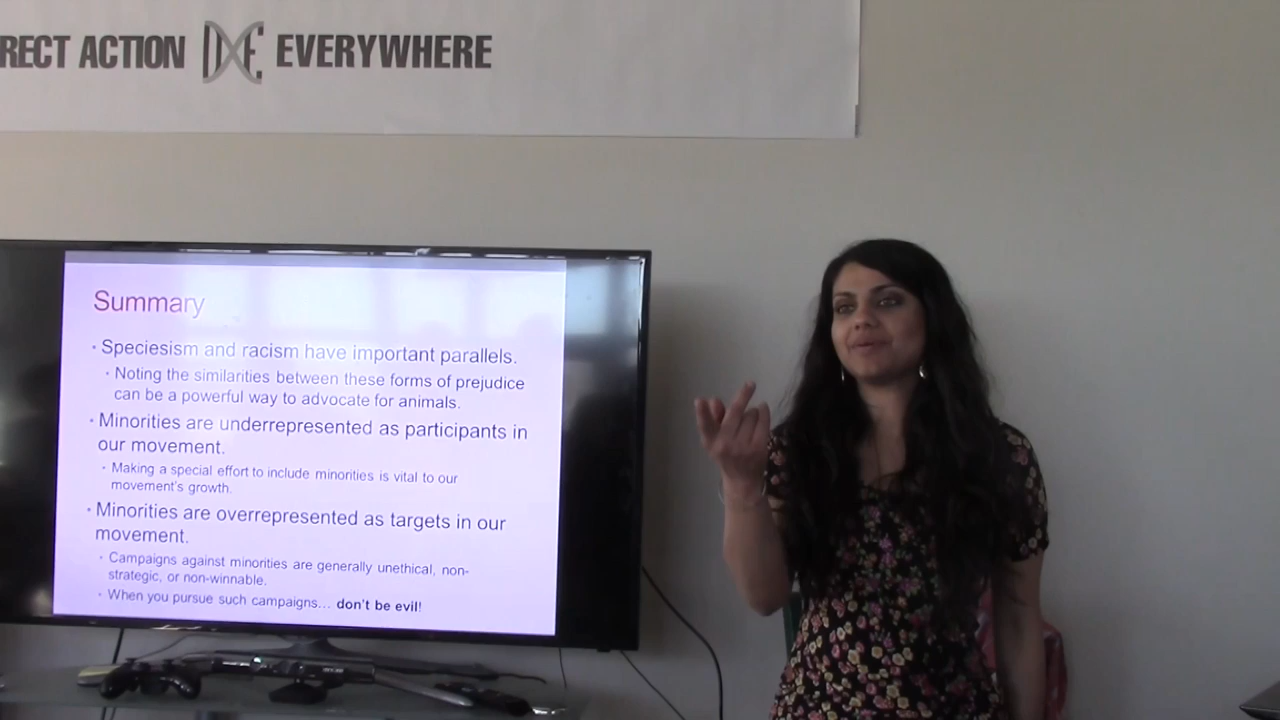 RECT ACTION DXE EVERYWHERE
Summary
• Speciesism and racism have important parallels.
• Noting the similarities between these forms of prejudice
can be a powerful way to advocate for animals.
• Minorities are underrepresented as participants in
our movement.
• Making a special effort to include minorities is vital to our
movement's growth.
• Minorities are overrepresented as targets in our
movement.
• Campaigns against minorities are generally unethical, non-
strategic, or non-winnable.
• When you pursue such campaigns… don't be evil!